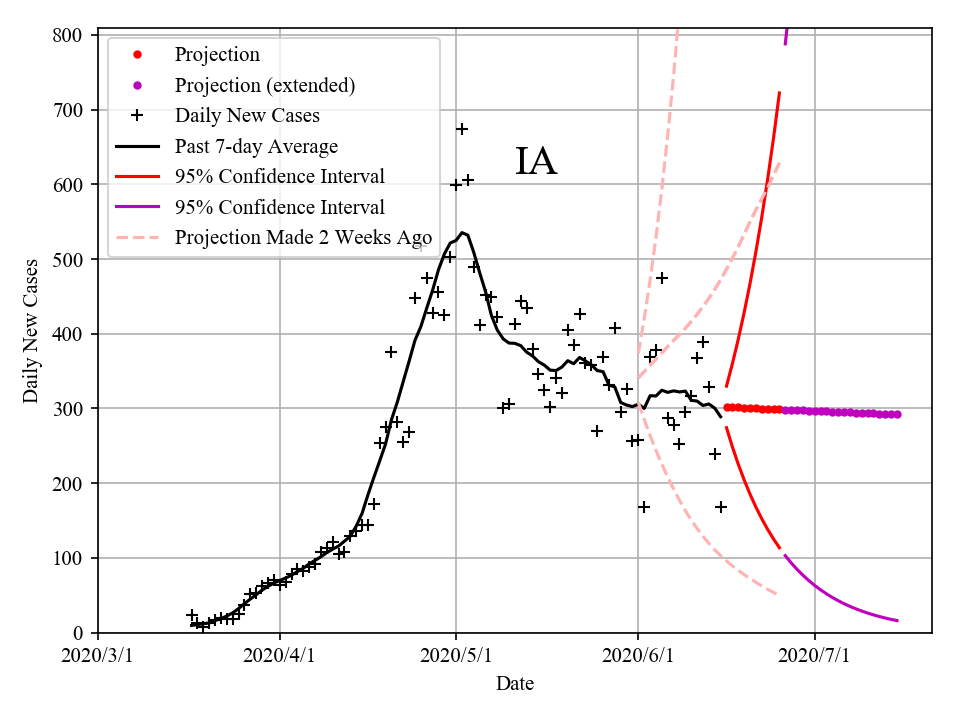 800
700
600
500
400
300
200
100
0
Daily New Cases
Projection
Projection (extended)
Daily New Cases
Past 7-day Average
95% Confidence Interval
95% Confidence Interval
Projection Made 2 Weeks Ago
IA
2020/3/1
2020/4/1
2020/5/1
2020/6/1
2020/7/1
Date